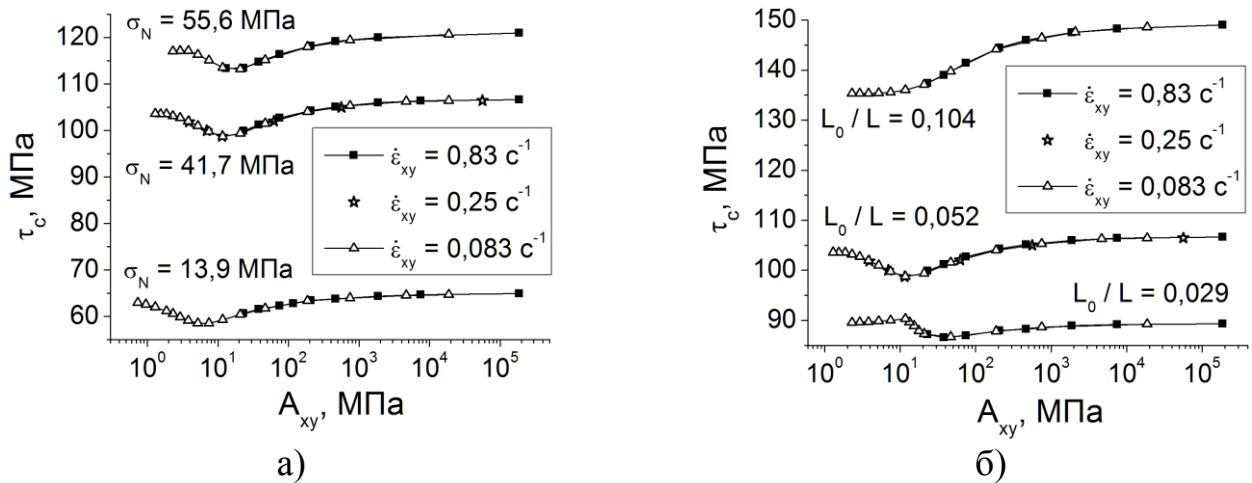 σN = 55,6 МПа
σN = 41,7 МПа
σN = 13,9 МПа
ε̇xy = 0,83 с-1
ε̇xy = 0,25 с-1
ε̇xy = 0,083 с-1
τc, МПа
120
110
100
90
80
70
60
10^0
10^1
10^2
10^3
10^4
10^5
Axy, МПа
а)
L0 / L = 0,104
L0 / L = 0,052
L0 / L = 0,029
ε̇xy = 0,83 с-1
ε̇xy = 0,25 с-1
ε̇xy = 0,083 с-1
τc, МПа
150
140
130
120
110
100
90
10^0
10^1
10^2
10^3
10^4
10^5
Axy, МПа
б)